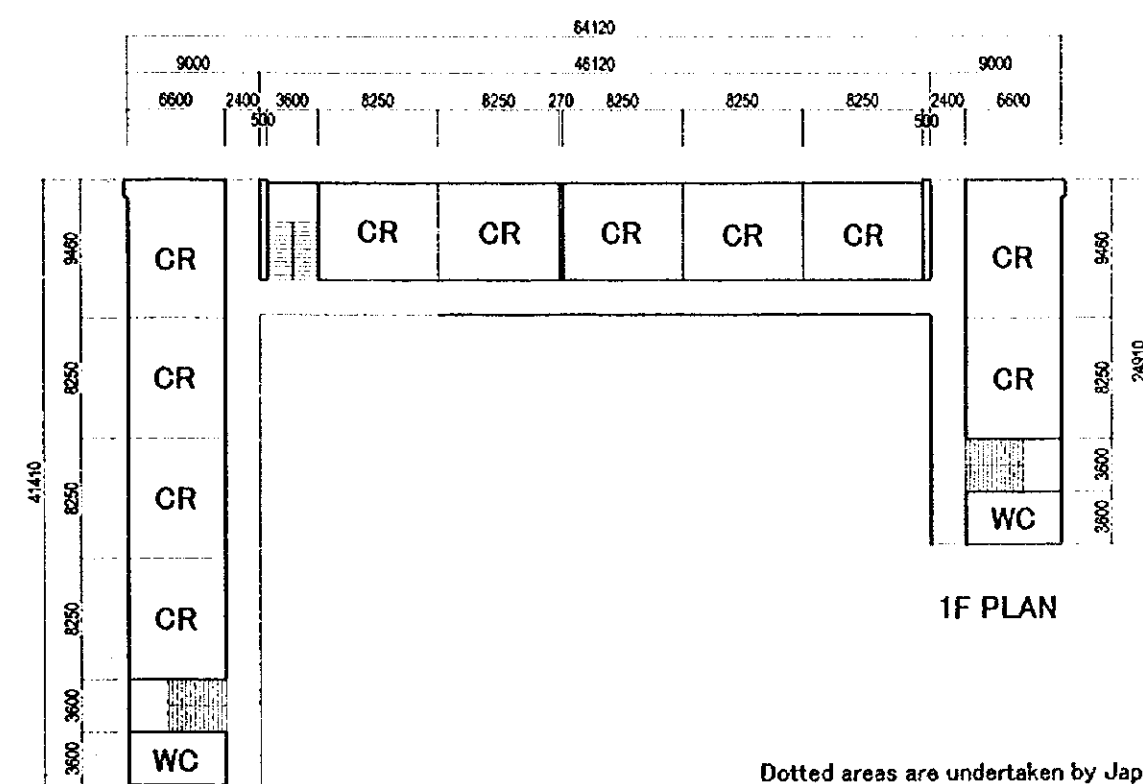 64120
9000 46120 9000
6600 2400 3600 8250 8250 270 8250 8250 8250 2400 6600
500 500
9460 CR CR CR CR CR CR CR 9460
8250 CR CR 8250
24910
41410
8250 CR 3600
WC 3600
8250 CR
1F PLAN
3600
3600 WC
Dotted areas are undertaken by Jap